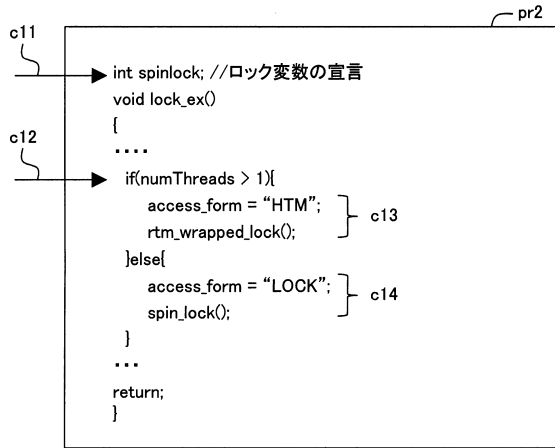 pr2
c11
int spinlock; //ロック変数の宣言
void lock_ex()
{
・・・・
c12
if(numThreads > 1){
access_form = “HTM”;
rtm_wrapped_lock();
c13
}else{
access_form = “LOCK”;
spin_lock();
c14
}
・・・
return;
}